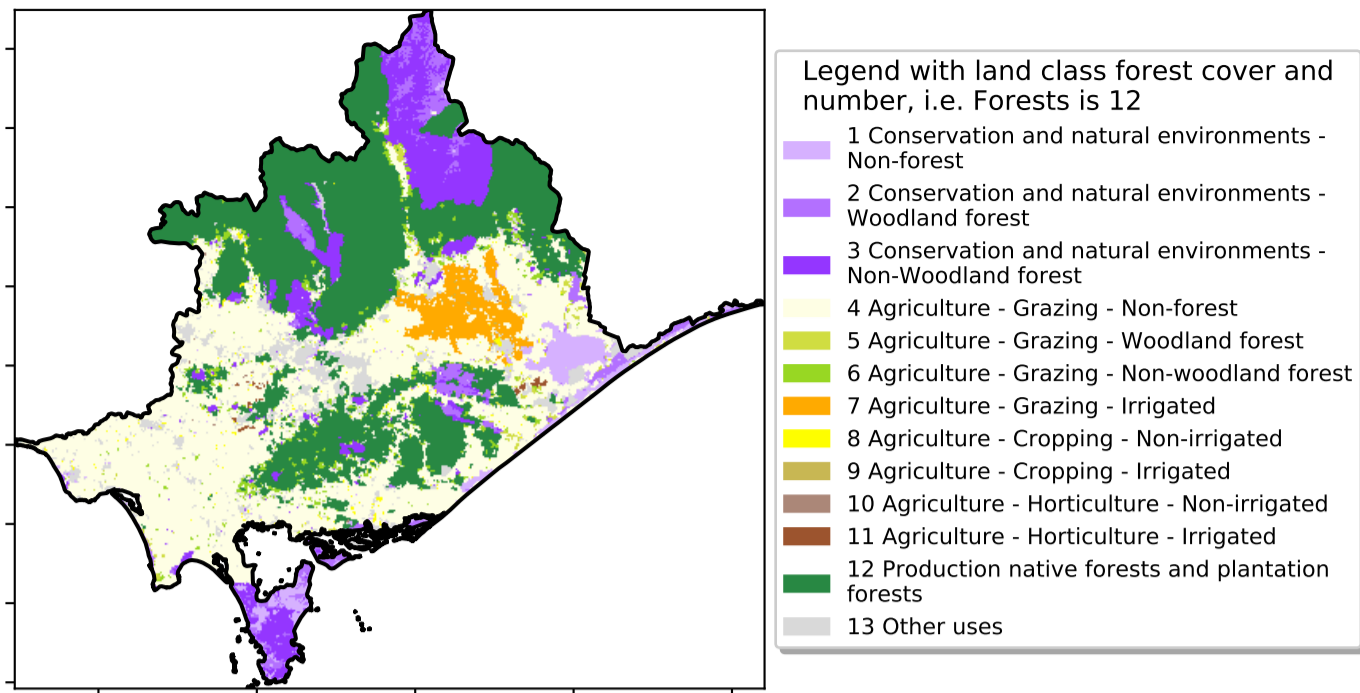 Legend with land class forest cover and
number, i.e. Forests is 12
1 Conservation and natural environments -
Non-forest
2 Conservation and natural environments -
Woodland forest
3 Conservation and natural environments -
Non-Woodland forest
4 Agriculture - Grazing - Non-forest
5 Agriculture - Grazing - Woodland forest
6 Agriculture - Grazing - Non-woodland forest
7 Agriculture - Grazing - Irrigated
8 Agriculture - Cropping - Non-irrigated
9 Agriculture - Cropping - Irrigated
10 Agriculture - Horticulture - Non-irrigated
11 Agriculture - Horticulture - Irrigated
12 Production native forests and plantation
forests
13 Other uses